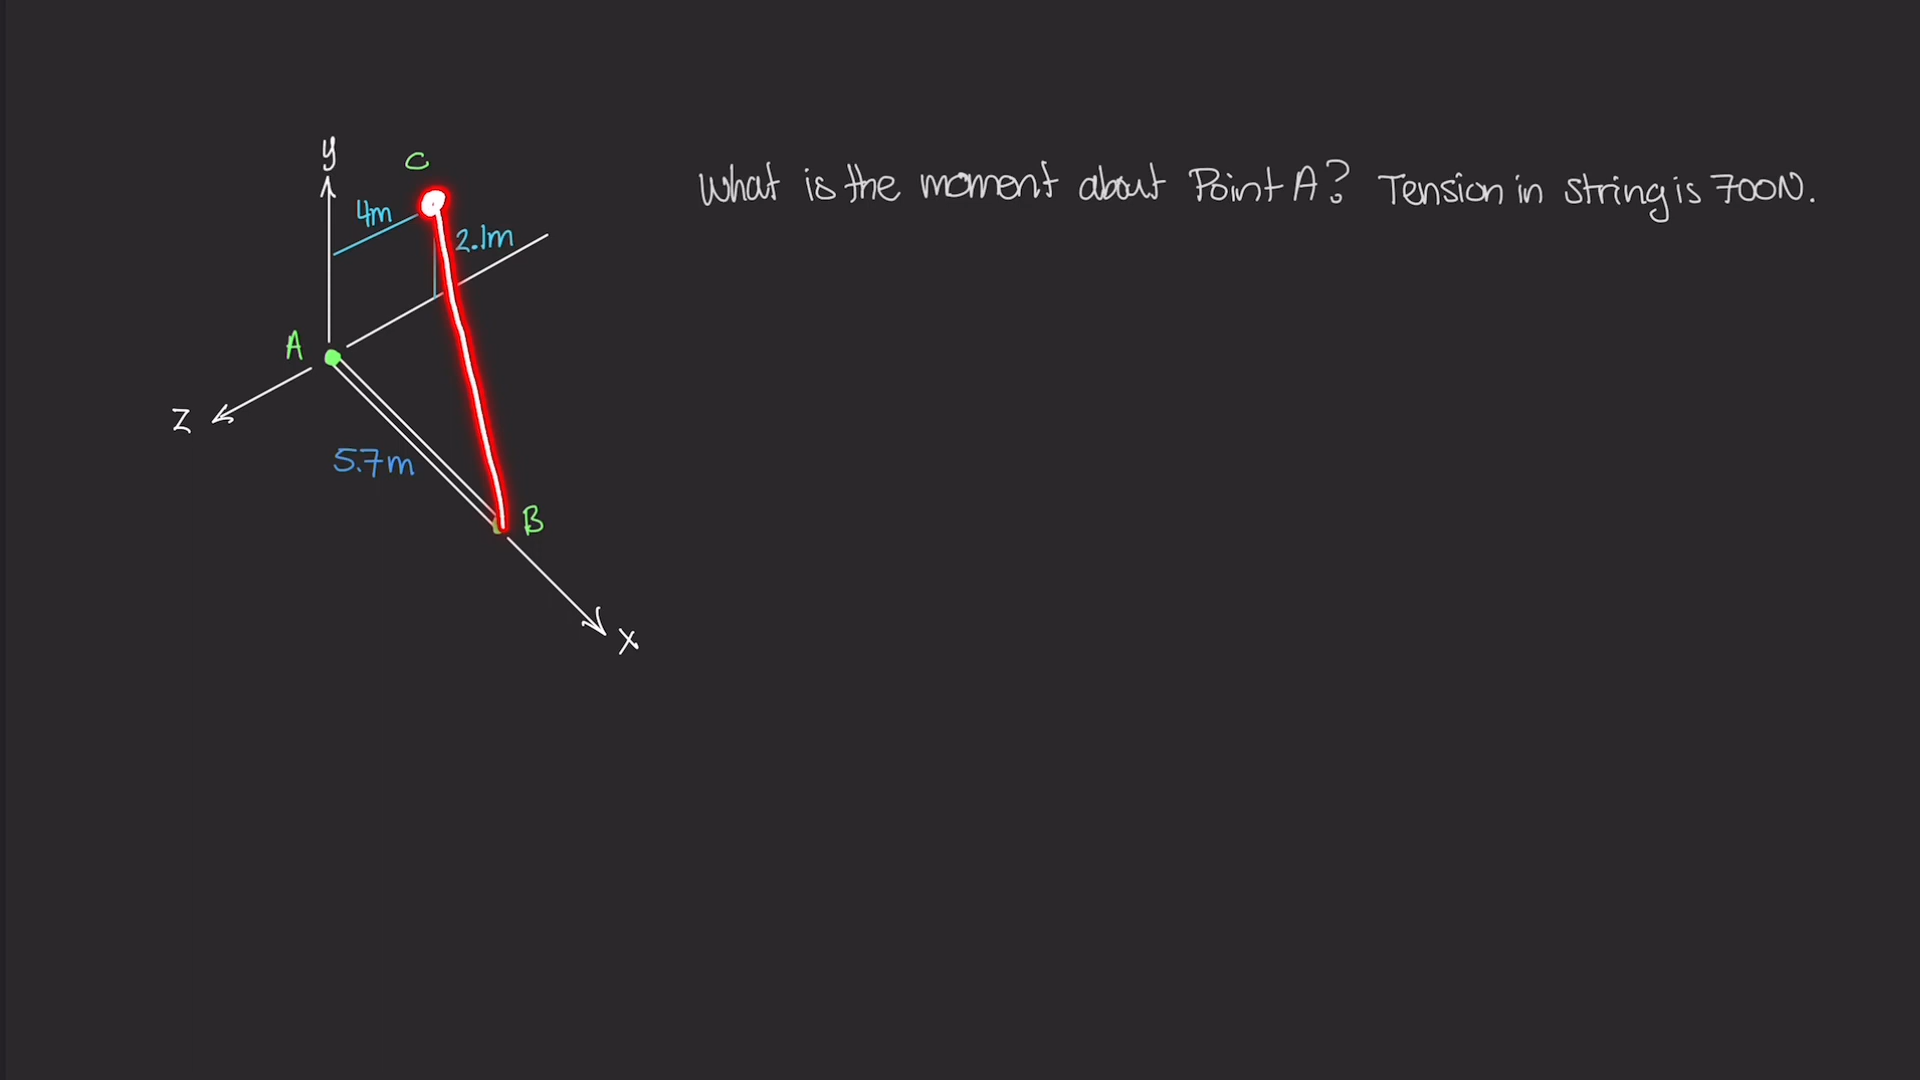 What is the moment about Point A? Tension in string is 700N.
y
C
4m
2.1m
A
Z
5.7m
B
x